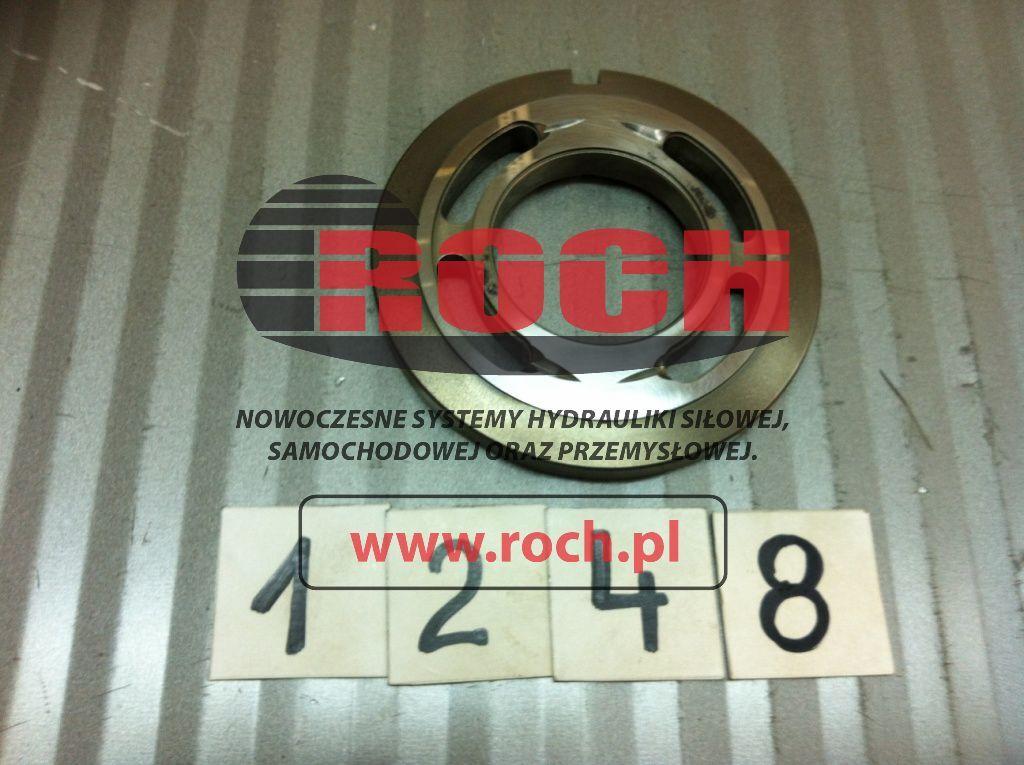 ROCH
NOWOCZESNE SYSTEMY HYDRAULIKI SIŁOWEJ,
SAMOCHODOWEJ ORAZ PRZEMYSŁOWEJ.
www.roch.pl
1 2 4 8